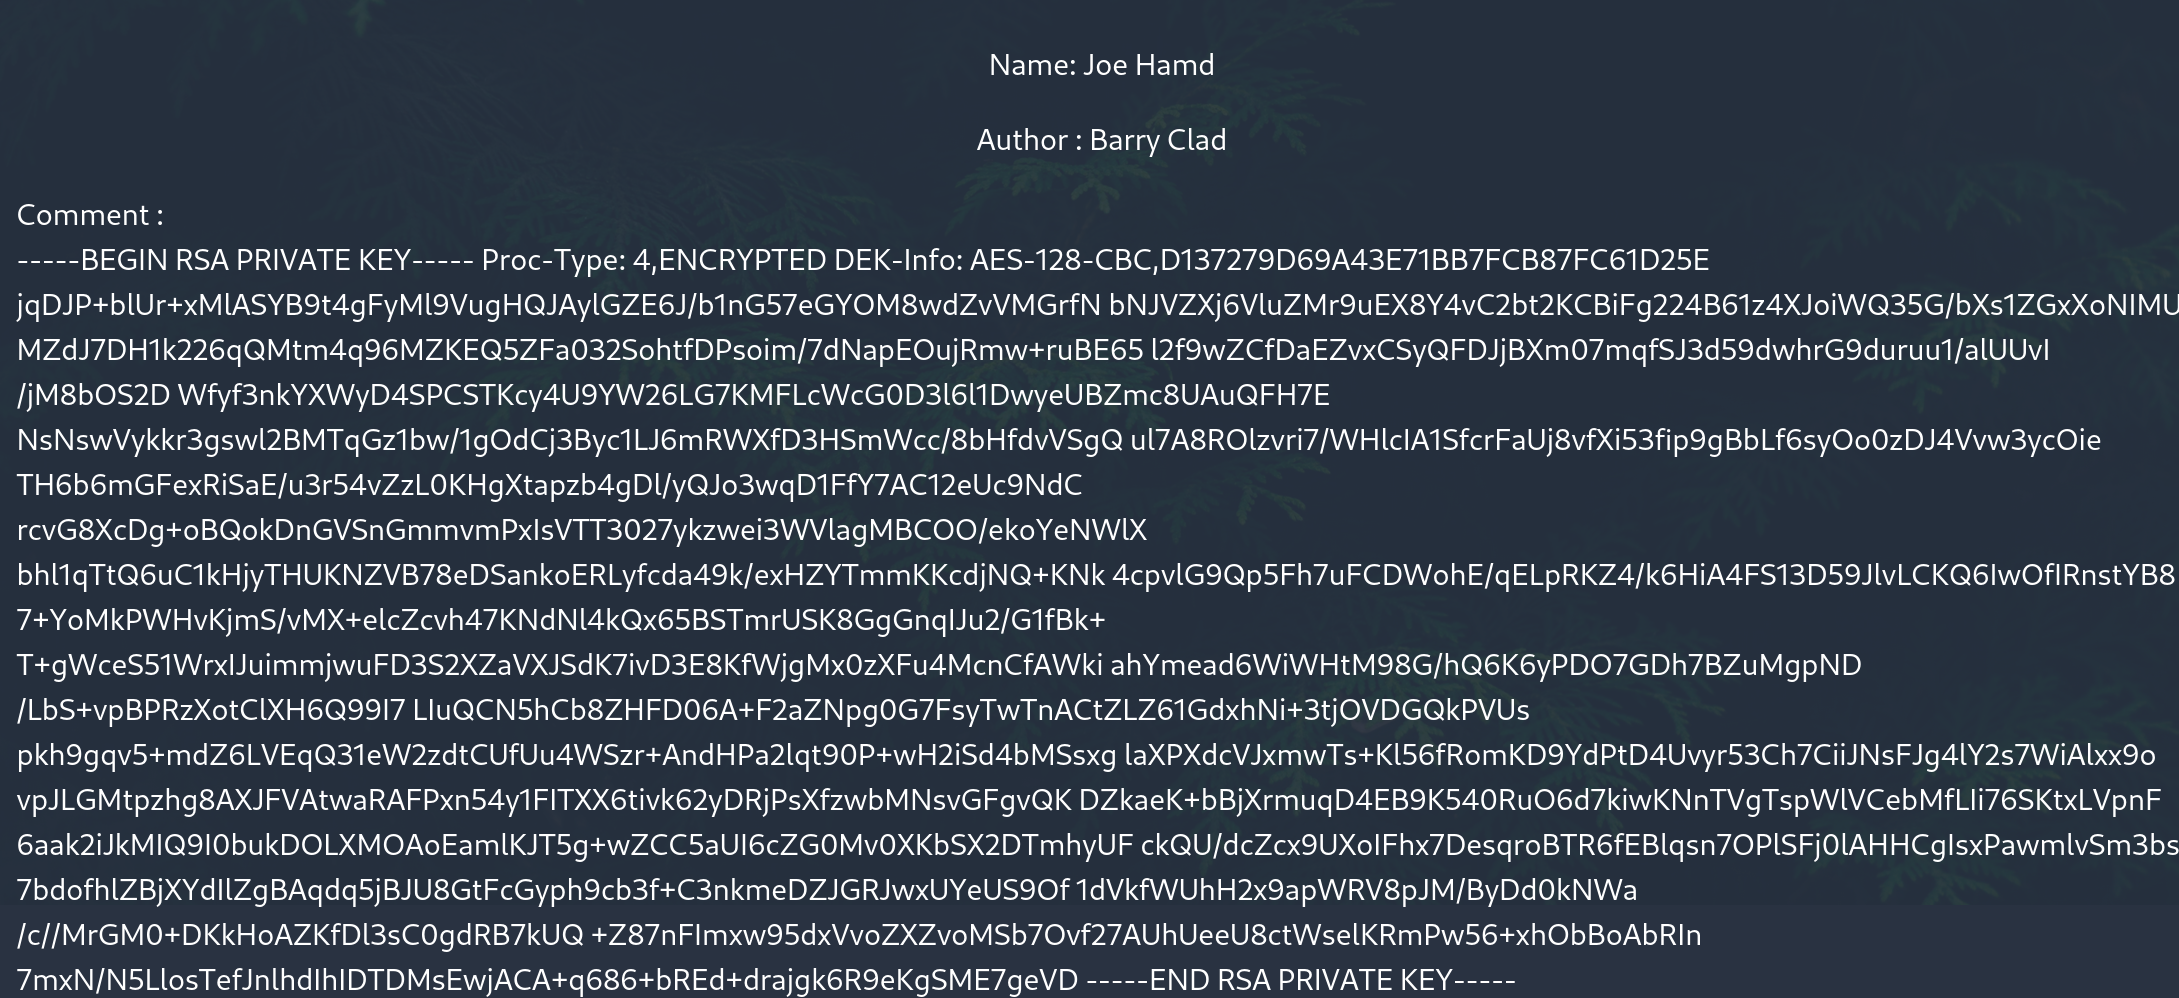 Name: Joe Hamd
Author : Barry Clad
Comment :
-----BEGIN RSA PRIVATE KEY----- Proc-Type: 4,ENCRYPTED DEK-Info: AES-128-CBC,D137279D69A43E71BB7FCB87FC61D25E
jqDJP+blUr+xMlASYB9t4gFyMl9VugHQJAylGZE6J/b1nG57eGYOM8wdZvVMGrfN bNJVZXj6VluZMr9uEX8Y4vC2bt2KCBiFg224B61z4XJoiWQ35G/bXs1ZGxXoNIMU
MZdJ7DH1k226qQMtm4q96MZKEQ5ZFa032SohtfDPsoim/7dNapEOujRmw+ruBE65 l2f9wZCfDaEZvxCSyQFDJjBXm07mqfSJ3d59dwhrG9duruu1/alUUvI
/jM8bOS2D Wfyf3nkYXWyD4SPCSTKcy4U9YW26LG7KMFLcWcG0D3l6l1DwyeUBZmc8UAuQFH7E
NsNswVykkr3gswl2BMTqGz1bw/1gOdCj3Byc1LJ6mRWXfD3HSmWcc/8bHfdvVSgQ ul7A8ROlzvri7/WHlcIA1SfcrFaUj8vfXi53fip9gBbLf6syOo0zDJ4Vvw3ycOie
TH6b6mGFexRiSaE/u3r54vZzL0KHgXtapzb4gDl/yQJo3wqD1FfY7AC12eUc9NdC
rcvG8XcDg+oBQokDnGVSnGmmvmPxIsVTT3027ykzwei3WVlagMBCOO/ekoYeNWlX
bhl1qTtQ6uC1kHjyTHUKNZVB78eDSankoERLyfcda49k/exHZYTmmKKcdjNQ+KNk 4cpvlG9Qp5Fh7uFCDWohE/qELpRKZ4/k6HiA4FS13D59JlvLCKQ6IwOfIRnstYB8
7+YoMkPWHvKjmS/vMX+elcZcvh47KNdNl4kQx65BSTmrUSK8GgGnqIJu2/G1fBk+
T+gWceS51WrxIJuimmjwuFD3S2XZaVXJSdK7ivD3E8KfWjgMx0zXFu4McnCfAWki ahYmead6WiWHtM98G/hQ6K6yPDO7GDh7BZuMgpND
/LbS+vpBPRzXotClXH6Q99I7 LIuQCN5hCb8ZHFD06A+F2aZNpg0G7FsyTwTnACtZLZ61GdxhNi+3tjOVDGQkPVUs
pkh9gqv5+mdZ6LVEqQ31eW2zdtCUfUu4WSzr+AndHPa2lqt90P+wH2iSd4bMSsxg laXPXdcVJxmwTs+Kl56fRomKD9YdPtD4Uvyr53Ch7CiiJNsFJg4lY2s7WiAlxx9o
vpJLGMtpzhg8AXJFVAtwaRAFPxn54y1FITXX6tivk62yDRjPsXfzwbMNsvGFgvQK DZkaeK+bBjXrmuqD4EB9K540RuO6d7kiwKNnTVgTspWlVCebMfLIi76SKtxLVpnF
6aak2iJkMIQ9I0bukDOLXMOAoEamlKJT5g+wZCC5aUI6cZG0Mv0XKbSX2DTmhyUF ckQU/dcZcx9UXoIFhx7DesqroBTR6fEBlqsn7OPlSFj0lAHHCgIsxPawmlvSm3bs
7bdofhlZBjXYdIlZgBAqdq5jBJU8GtFcGyph9cb3f+C3nkmeDZJGRJwxUYeUS9Of 1dVkfWUhH2x9apWRV8pJM/ByDd0kNWa
/c//MrGM0+DKkHoAZKfDl3sC0gdRB7kUQ +Z87nFImxw95dxVvoZXZvoMSb7Ovf27AUhUeeU8ctWselKRmPw56+xhObBoAbRIn
7mxN/N5LlosTefJnlhdIhIDTDMsEwjACA+q686+bREd+drajgk6R9eKgSME7geVD -----END RSA PRIVATE KEY-----